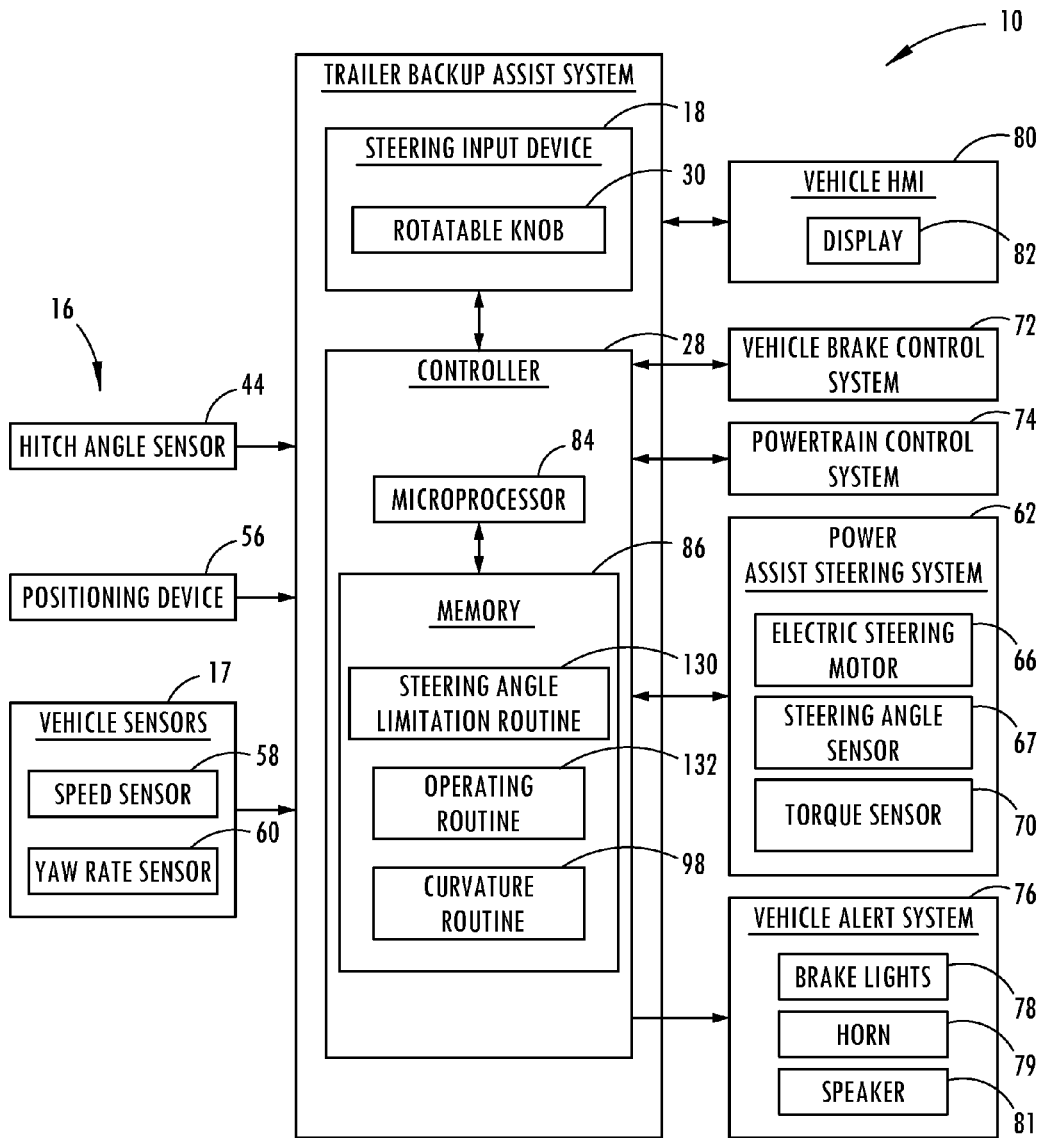 10
TRAILER BACKUP ASSIST SYSTEM
18
STEERING INPUT DEVICE
30
ROTATABLE KNOB
80
VEHICLE HMI
DISPLAY
82
16
44
HITCH ANGLE SENSOR
56
POSITIONING DEVICE
17
VEHICLE SENSORS
58
SPEED SENSOR
60
YAW RATE SENSOR
28
CONTROLLER
84
MICROPROCESSOR
86
MEMORY
130
STEERING ANGLE
LIMITATION ROUTINE
132
OPERATING
ROUTINE
98
CURVATURE
ROUTINE
72
VEHICLE BRAKE CONTROL
SYSTEM
74
POWERTRAIN CONTROL
SYSTEM
62
POWER
ASSIST STEERING SYSTEM
ELECTRIC STEERING
MOTOR
66
STEERING ANGLE
SENSOR
67
TORQUE SENSOR
70
76
VEHICLE ALERT SYSTEM
BRAKE LIGHTS
78
HORN
79
SPEAKER
81